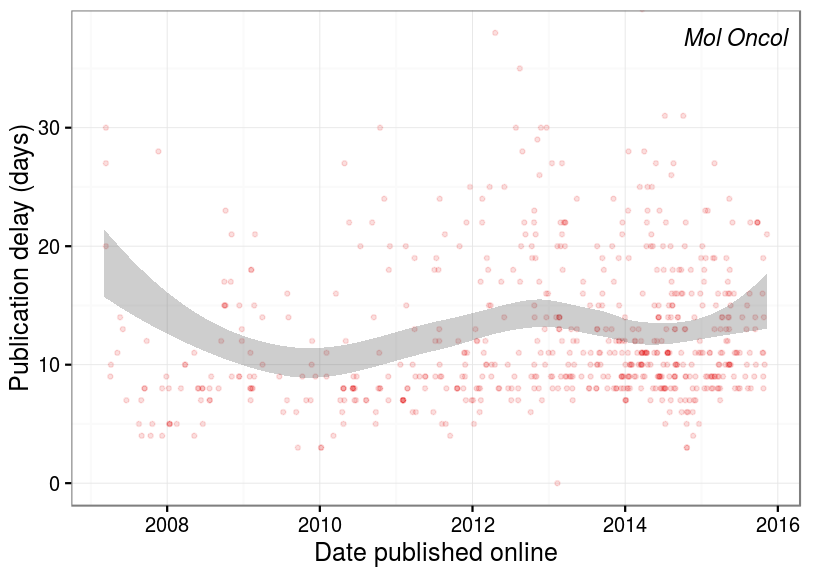 Mol Oncol
Publication delay (days)
30
20
10
0
2008 2010 2012 2014 2016
Date published online